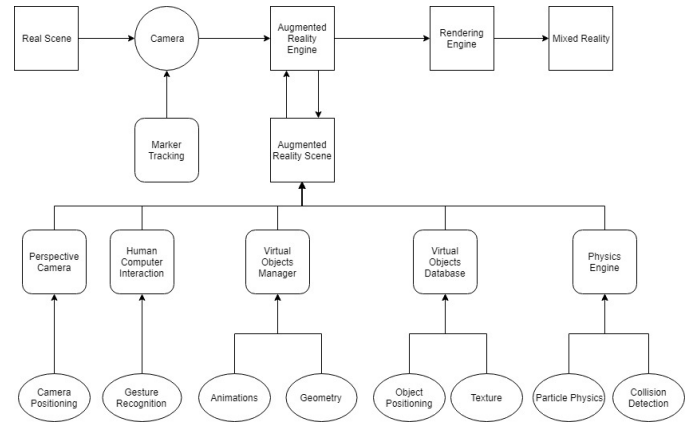 Real Scene
Camera
Augmented
Reality
Engine
Rendering
Engine
Mixed Reality
Marker
Tracking
Augmented
Reality Scene
Perspective
Camera
Human
Computer
Interaction
Virtual
Objects
Manager
Virtual
Objects
Database
Physics
Engine
Camera
Positioning
Gesture
Recognition
Animations
Geometry
Object
Positioning
Texture
Particle Physics
Collision
Detection